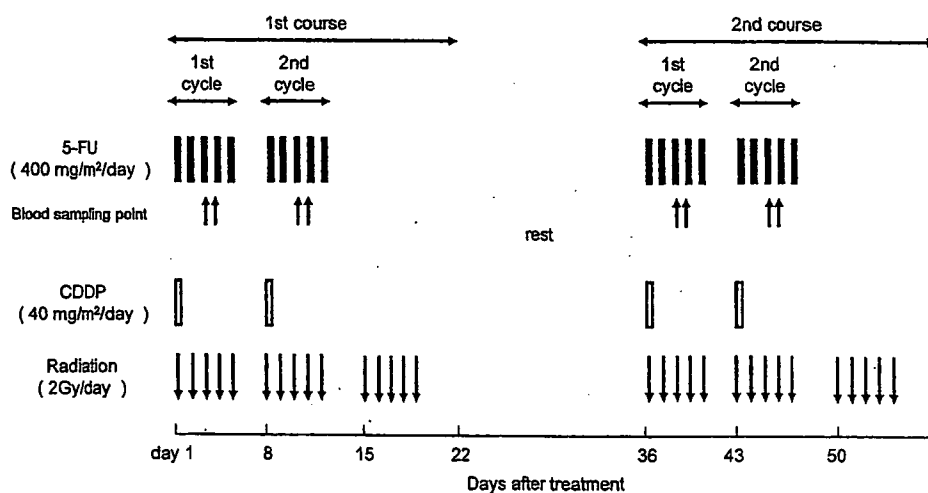 1st course
2nd course
1st
cycle
2nd
cycle
1st
cycle
2nd
cycle
5-FU
( 400 mg/m²/day )
Blood sampling point
rest
CDDP
( 40 mg/m²/day )
Radiation
( 2Gy/day )
day 1 8 15 22 36 43 50
Days after treatment